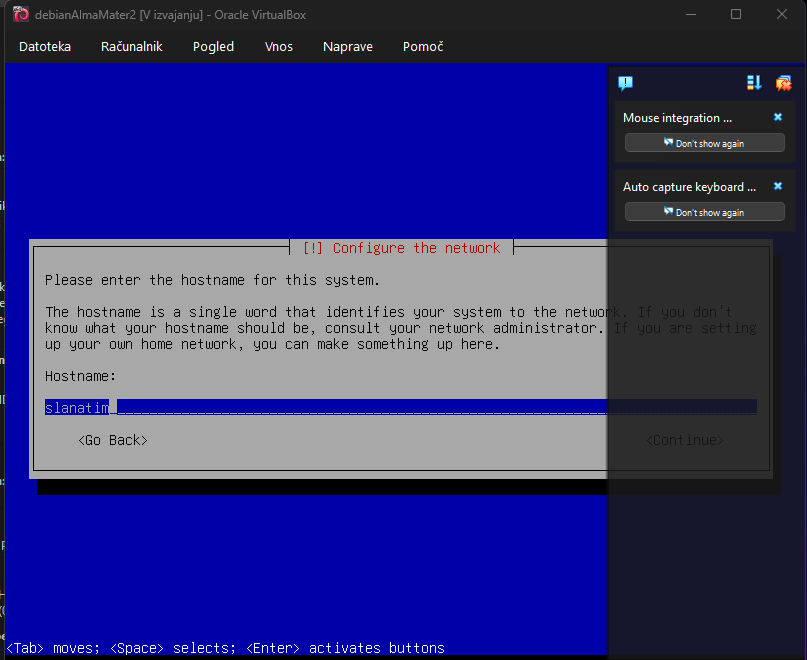 debianAlmaMater2 [V izvajanju] - Oracle VirtualBox
Datoteka Računalnik Pogled Vnos Naprave Pomoč
Mouse integration ...
Don't show again
Auto capture keyboard ...
Don't show again
[!] Configure the network
Please enter the hostname for this system.
The hostname is a single word that identifies your system to the network. If you don't
know what your hostname should be, consult your network administrator. If you are setting
up your own home network, you can make something up here.
Hostname:
slanatim
<Go Back> <Continue>
<Tab> moves; <Space> selects; <Enter> activates buttons